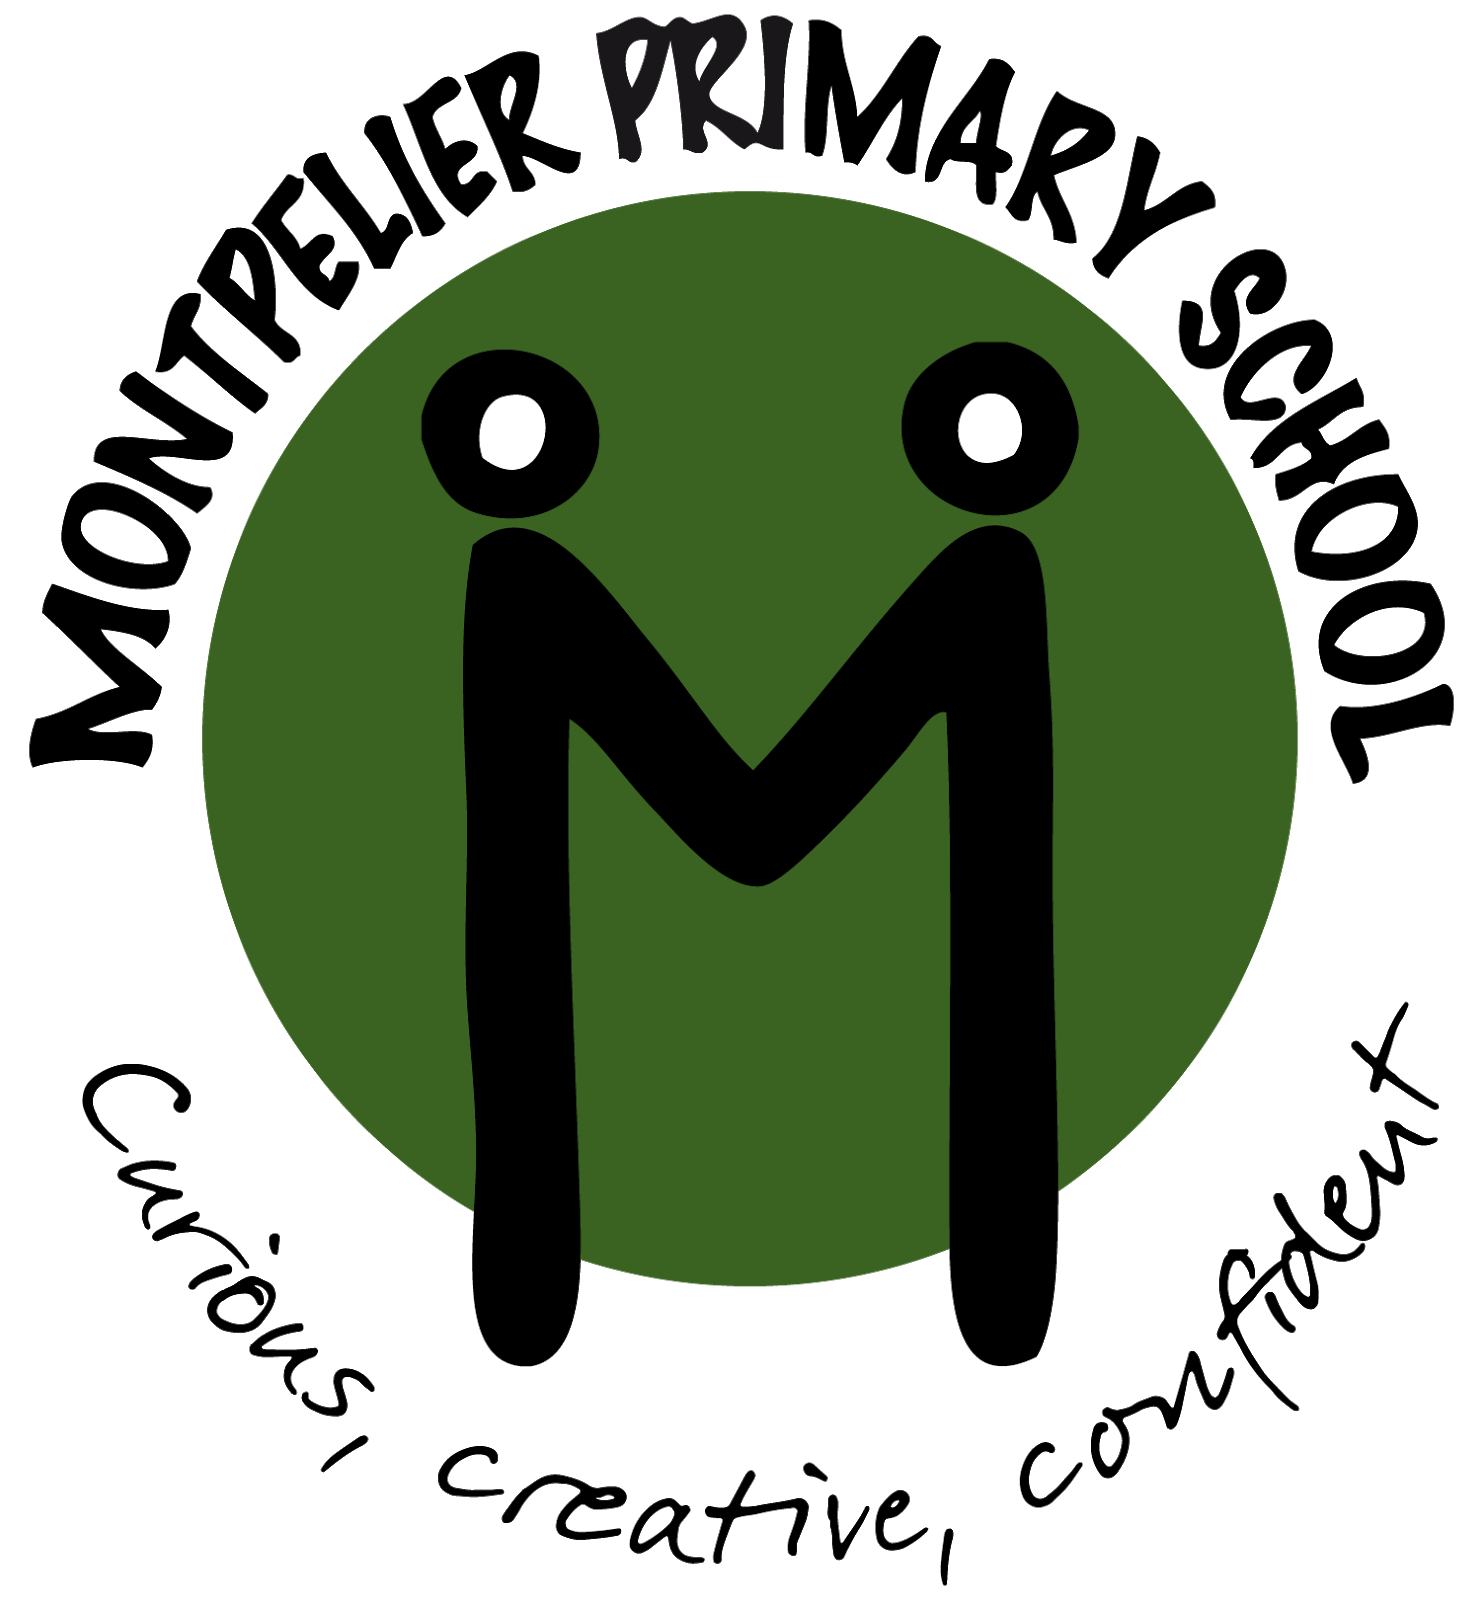 MONTPELIER PRIMARY SCHOOL
M
Curious, creative, confident